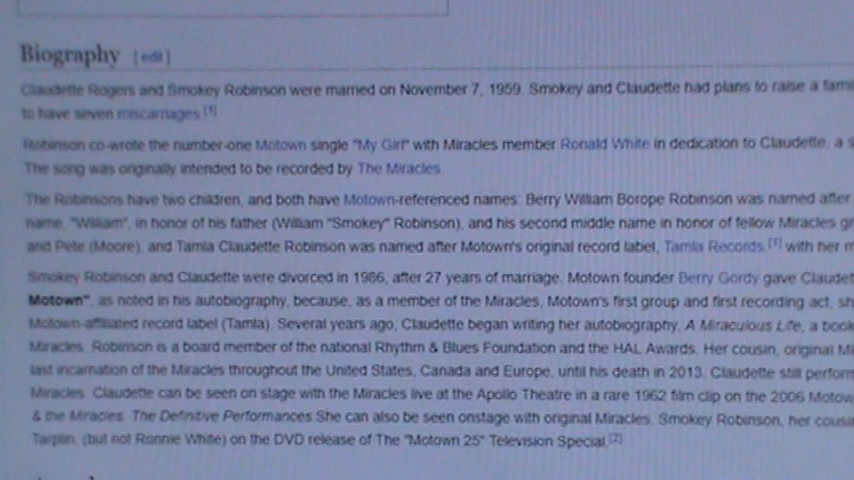 Biography [ edit ]
Claudette Rogers and Smokey Robinson were married on November 7, 1959. Smokey and Claudette had plans to raise a
to have seven miscarriages.[1]
Robinson co-wrote the number-one Motown single "My Girl" with Miracles member Ronald White in dedication to Claudette, a
The song was originally intended to be recorded by The Miracles.
The Robinsons have two children, and both have Motown-referenced names: Berry William Borope Robinson was named after
name, "William", in honor of his father (William "Smokey" Robinson), and his second middle name in honor of fellow Miracles
and Pete (Moore), and Tamla Claudette Robinson was named after Motown's original record label, Tamla Records,[1] with her
Smokey Robinson and Claudette were divorced in 1986, after 27 years of marriage. Motown founder Berry Gordy gave
Motown", as noted in his autobiography, because, as a member of the Miracles, Motown's first group and first recording act,
Motown-affiliated record label (Tamla). Several years ago, Claudette began writing her autobiography, A Miraculous Life, a book
Miracles. Robinson is a board member of the national Rhythm & Blues Foundation and the HAL Awards. Her cousin, original
last incarnation of the Miracles throughout the United States, Canada and Europe, until his death in 2013. Claudette still
Miracles. Claudette can be seen on stage with the Miracles live at the Apollo Theatre in a rare 1962 film clip on the 2006
& the Miracles: The Definitive Performances.She can also be seen onstage with original Miracles, Smokey Robinson, her
Tarplin, (but not Ronnie White) on the DVD release of The "Motown 25" Television Special.[2]